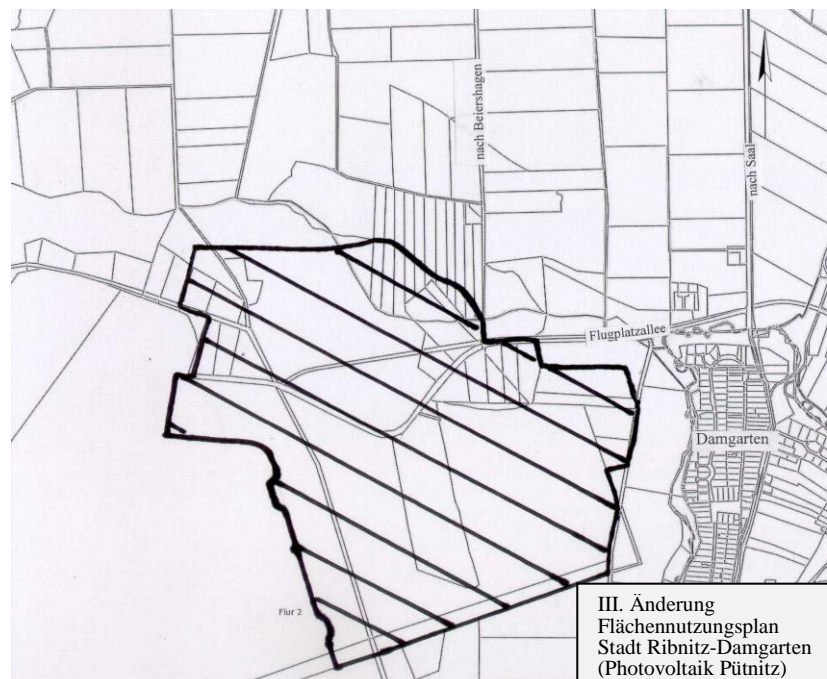 nach Beiershagen
nach Saal
Flugplatzallee
Damgarten
Flur 2
III. Änderung
Flächennutzungsplan
Stadt Ribnitz-Damgarten
(Photovoltaik Pütnitz)